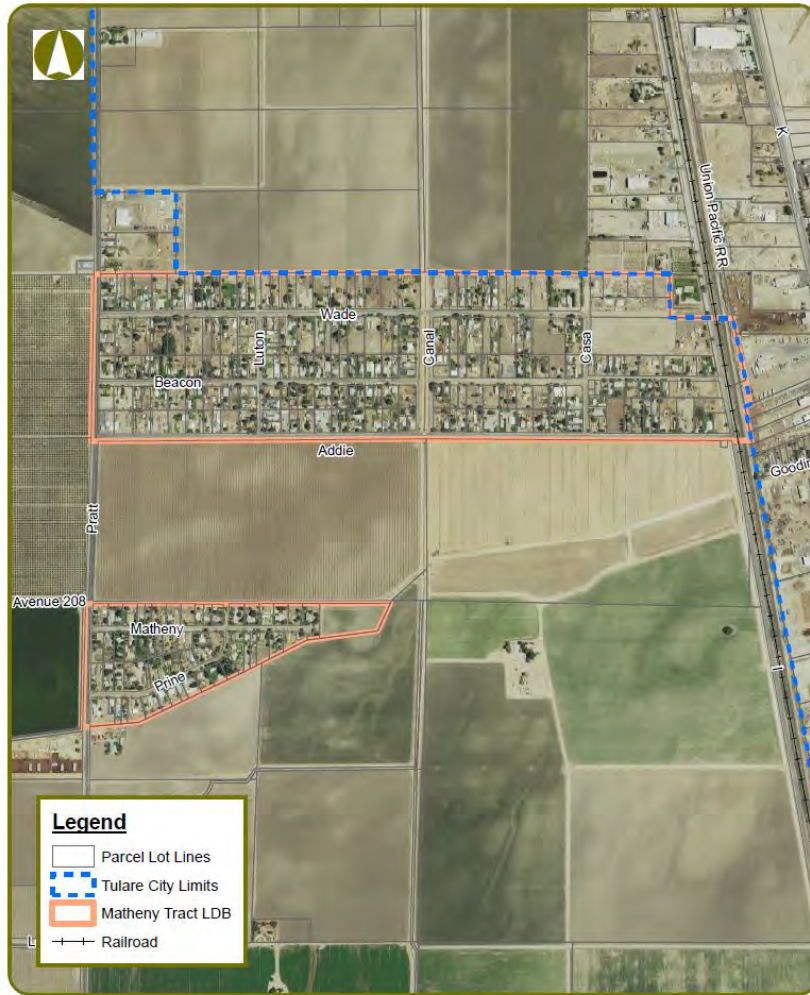 K
Union Pacific RR
Wade
Luton
Canal
Casa
Beacon
Addie
Pratt
Avenue 208
Matheny
Prine
I
Legend
Parcel Lot Lines
Tulare City Limits
Matheny Tract LDB
Railroad
L